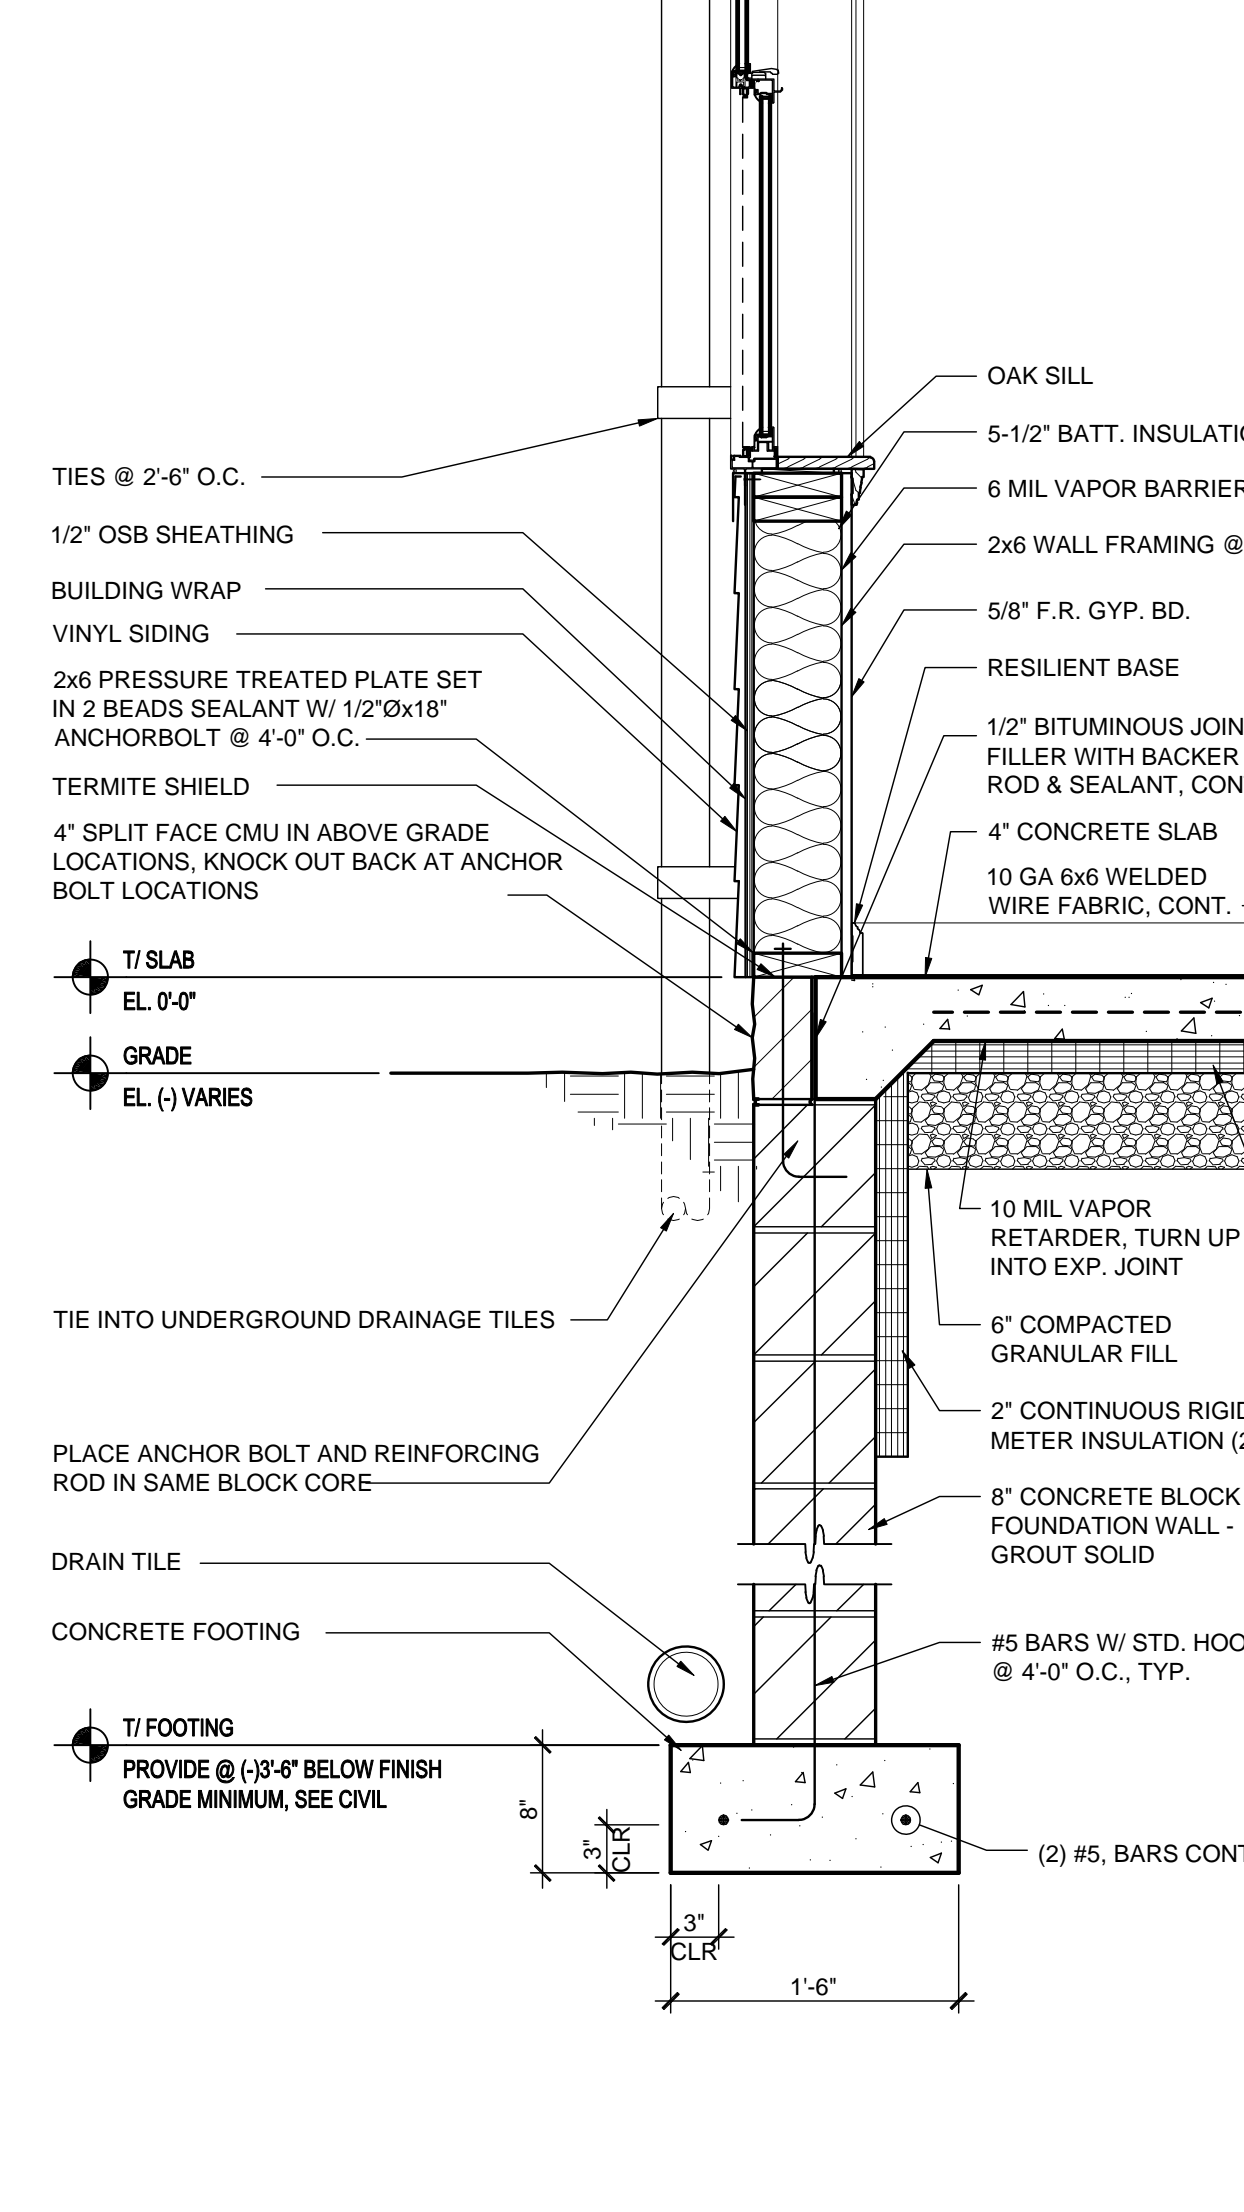 TIES @ 2'-6" O.C.
1/2" OSB SHEATHING
BUILDING WRAP
VINYL SIDING
2x6 PRESSURE TREATED PLATE SET
IN 2 BEADS SEALANT W/ 1/2"Øx18"
ANCHORBOLT @ 4'-0" O.C.
TERMITE SHIELD
4" SPLIT FACE CMU IN ABOVE GRADE
LOCATIONS, KNOCK OUT BACK AT ANCHOR
BOLT LOCATIONS
T/ SLAB
EL. 0'-0"
GRADE
EL. (-) VARIES
TIE INTO UNDERGROUND DRAINAGE TILES
PLACE ANCHOR BOLT AND REINFORCING
ROD IN SAME BLOCK CORE
DRAIN TILE
CONCRETE FOOTING
T/ FOOTING
PROVIDE @ (-)3'-6" BELOW FINISH
GRADE MINIMUM, SEE CIVIL
8"
3"
CLR
3"
CLR
1'-6"
OAK SILL
5-1/2" BATT.
6 MIL VAPOR BARRIER
2x6 WALL FRAMING @
5/8" F.R. GYP. BD.
RESILIENT BASE
1/2" BITUMINOUS
FILLER WITH BACKER
ROD & SEALANT,
4" CONCRETE SLAB
10 GA 6x6 WELDED
WIRE FABRIC, CONT.
10 MIL VAPOR
RETARDER, TURN UP
INTO EXP. JOINT
6" COMPACTED
GRANULAR FILL
2" CONTINUOUS
METER INSULATION
8" CONCRETE BLOCK
FOUNDATION WALL -
GROUT SOLID
#5 BARS W/ STD.
@ 4'-0" O.C., TYP.
(2) #5, BARS